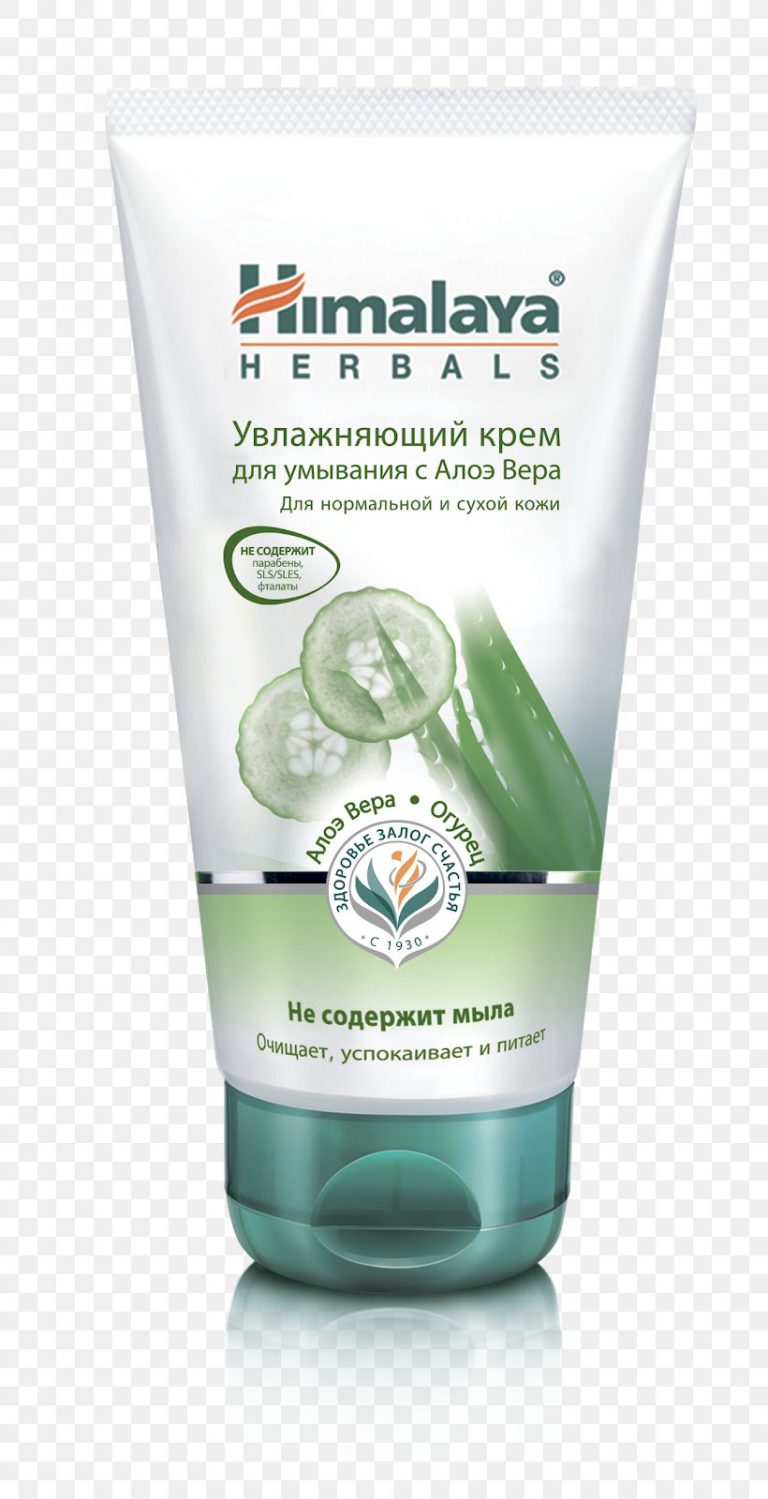 Himalaya®
HERBALS
Увлажняющий крем
для умывания с Алоэ Вера
Для нормальной и сухой кожи
НЕ СОДЕРЖИТ
парабены,
SLS/SLES,
фталаты
Алоэ Вера • Огурец
ЗДОРОВЬЕ ЗАЛОГ СЧАСТЬЯ
• С 1930 •
Не содержит мыла
Очищает, успокаивает и питает